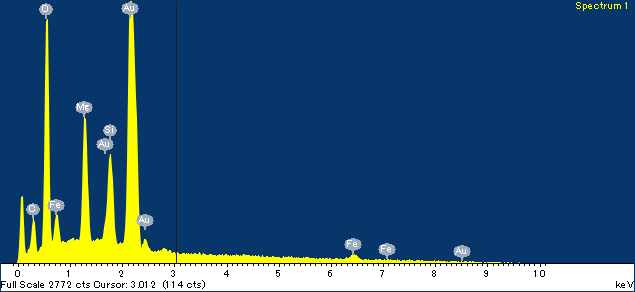 Spectrum 1
O
Au
Mg
Si
Au
Fe
O
Au
Fe
Fe
Au
0 1 2 3 4 5 6 7 8 9 10
Full Scale 2772 cts Cursor: 3.012 (114 cts) keV